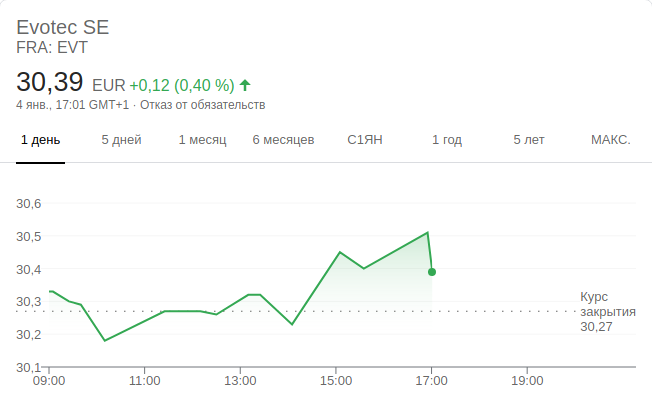 Evotec SE
FRA: EVT
30,39 EUR +0,12 (0,40 %) ↑
4 янв., 17:01 GMT+1 · Отказ от обязательств
1 день 5 дней 1 месяц 6 месяцев С1ЯН 1 год 5 лет МАКС.
30,6
30,5
30,4
30,3
30,2
30,1
Курс
закрытия
30,27
09:00 11:00 13:00 15:00 17:00 19:00